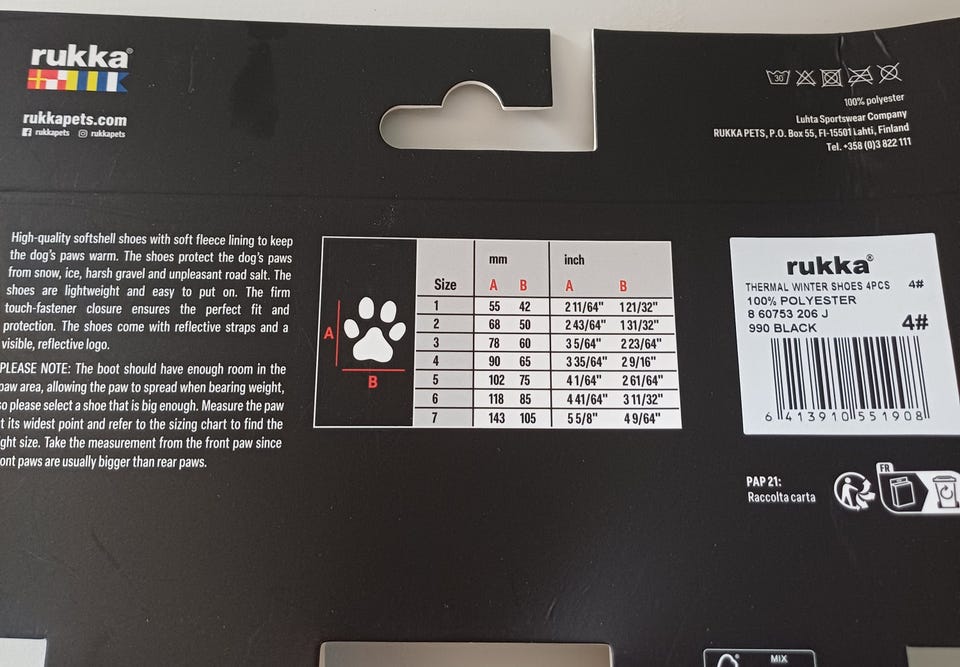 rukka®
rukkapets.com
rukkapets rukkapets
30
100% polyester
Luhta Sportswear Company
RUKKA PETS, P.O. Box 55, FI-15501 Lahti, Finland
Tel. +358 (0)3 822 111
High-quality softshell shoes with soft fleece lining to keep
the dog's paws warm. The shoes protect the dog's paws
from snow, ice, harsh gravel and unpleasant road salt. The
shoes are lightweight and easy to put on. The firm
touch-fastener closure ensures the perfect fit and
protection. The shoes come with reflective straps and a
visible, reflective logo.
PLEASE NOTE: The boot should have enough room in the
paw area, allowing the paw to spread when bearing weight,
so please select a shoe that is big enough. Measure the paw
t its widest point and refer to the sizing chart to find the
ght size. Take the measurement from the front paw since
ont paws are usually bigger than rear paws.
A
B
mm inch
Size A B A B
1 55 42 2 11/64" 1 21/32"
2 68 50 2 43/64" 1 31/32"
3 78 60 3 5/64" 2 23/64"
4 90 65 3 35/64" 2 9/16"
5 102 75 4 1/64" 2 61/64"
6 118 85 4 41/64" 3 11/32"
7 143 105 5 5/8" 4 9/64"
rukka®
THERMAL WINTER SHOES 4PCS 4#
100% POLYESTER
8 60753 206 J
990 BLACK 4#
6 413910 551908
PAP 21:
Raccolta carta
FR
MIX